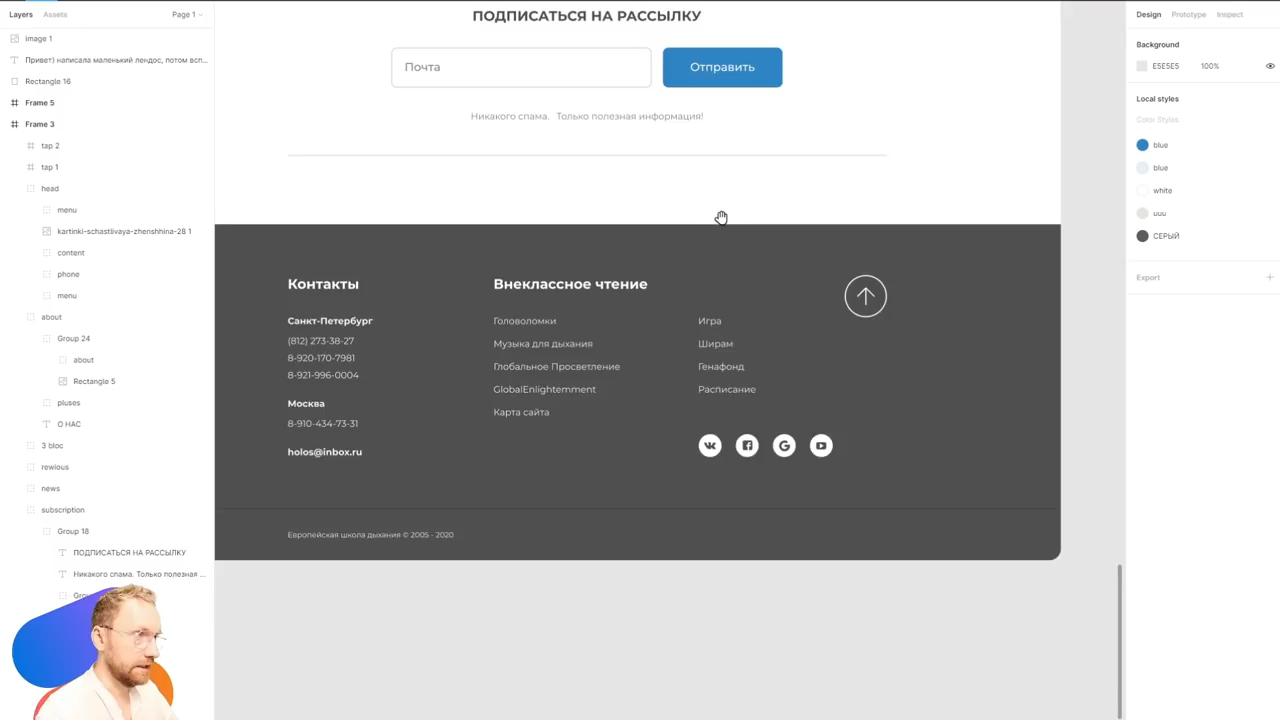 Layers
Assets
Page 1
image 1
Привет) написала маленький лендос, потом всп...
Rectangle 16
Frame 5
Frame 3
tap 2
tap 1
head
menu
kartinki-schastlivaya-zhenshhina-28 1
content
phone
menu
about
Group 24
about
Rectangle 5
pluses
О НАС
3 bloc
rewious
news
subscription
Group 18
ПОДПИСАТЬСЯ НА РАССЫЛКУ
Никакого спама. Только полезная ...
ПОДПИСАТЬСЯ НА РАССЫЛКУ
Почта
Отправить
Никакого спама. Только полезная информация!
Контакты
Санкт-Петербург
(812) 273-38-27
8-920-170-7981
8-921-996-0004
Москва
8-910-434-73-31
holos@inbox.ru
Внеклассное чтение
Головоломки
Музыка для дыхания
Глобальное Просветление
GlobalEnlightemment
Карта сайта
Игра
Ширам
Генафонд
Расписание
Европейская школа дыхания © 2005 - 2020
Design
Prototype
Inspect
Background
E5E5E5
100%
Local styles
Color Styles
blue
blue
white
uuu
СЕРЫЙ
Export